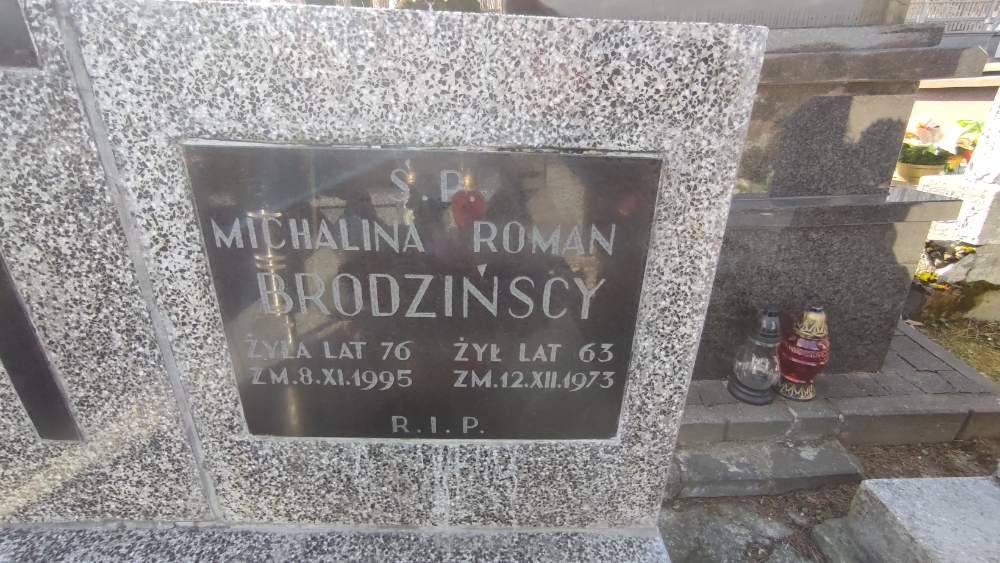 Ś.P.
MICHALINA ROMAN
BRODZIŃSCY
ŻYŁA LAT 76 ŻYŁ LAT 63
ZM.8.XI.1995 ZM.12.XII.1973
R.I.P.